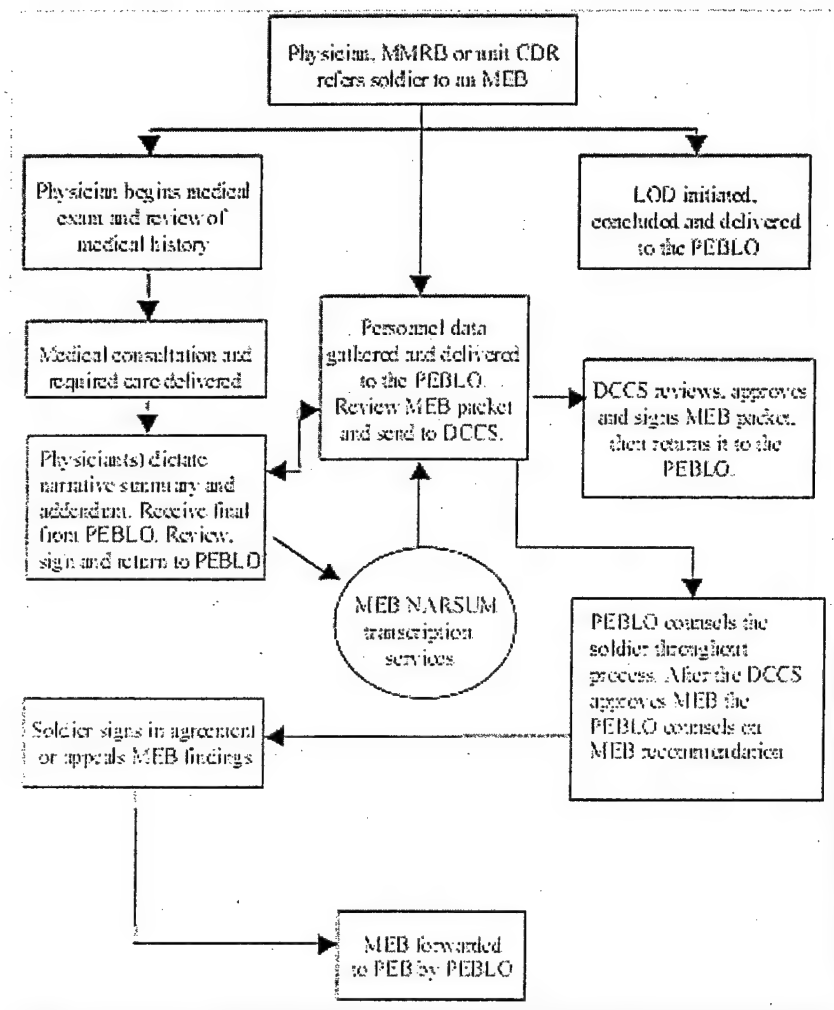 Physician, MMRB or unit CDR
refers soldier to an MEB
Physician begins medical
exam and review of
medical history
LOD initiated,
concluded and delivered
to the PEBLO
Medical consultation and
required care delivered
Personnel data
gathered and delivered
to the PEBLO.
Review MEB packet
and send to DCCS.
DCCS reviews, approves
and signs MEB packet,
then returns it to the
PEBLO.
Physician(s) dictate
narrative summary and
addendum. Receive final
from PEBLO. Review,
sign and return to PEBLO
MEB NARSUM
transcription
services
PEBLO counsels the
soldier throughout
process. After the DCCS
approves MEB the
PEBLO counsels on
MEB recommendation
Soldier signs in agreement
or appeals MEB findings
MEB forwarded
to PEB by PEBLO